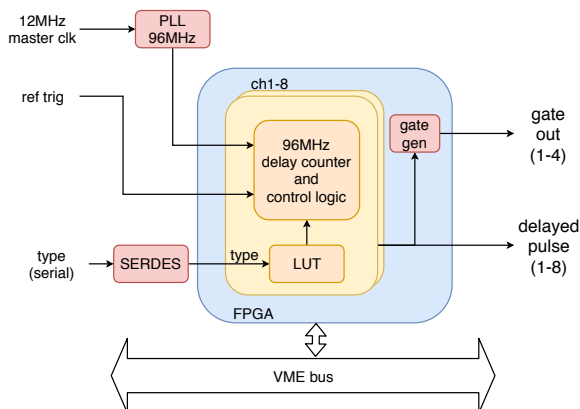 12MHz
master clk
PLL
96MHz
ch1-8
ref trig
96MHz
delay counter
and
control logic
gate
gen
gate
out
(1-4)
delayed
pulse
(1-8)
type
(serial)
SERDES
type
LUT
FPGA
VME bus